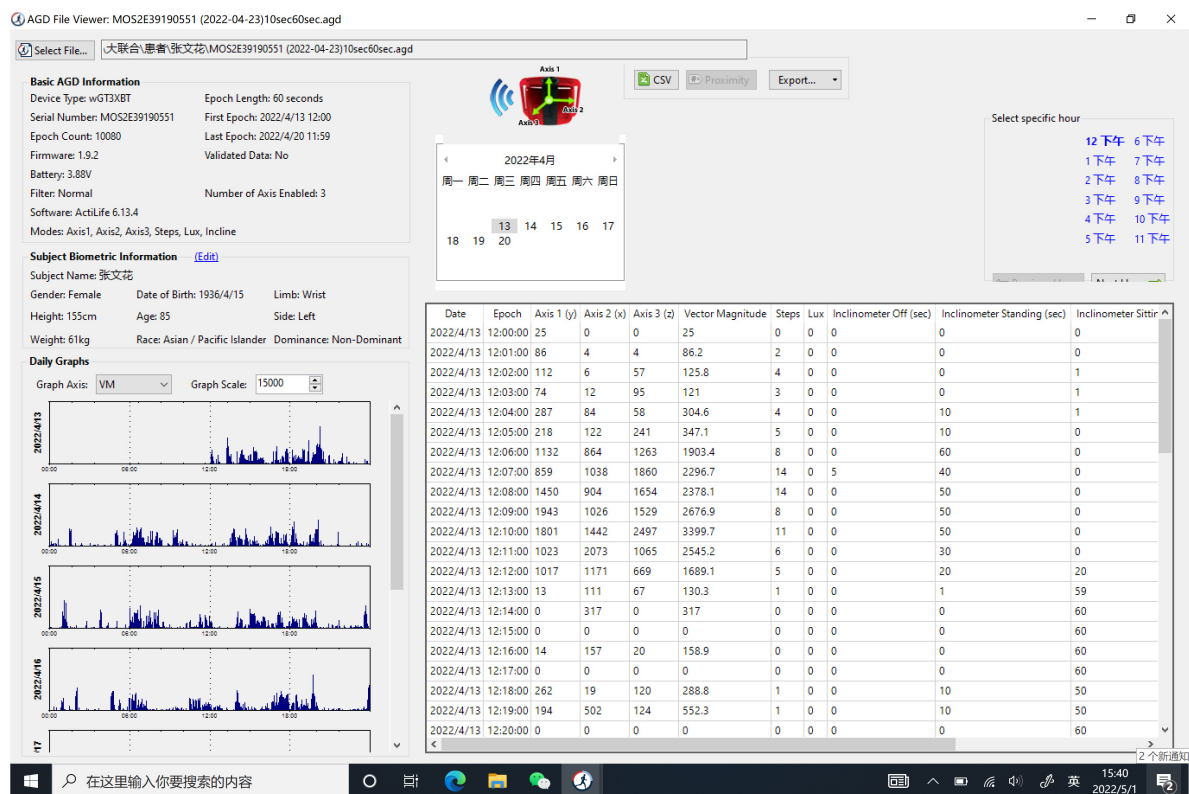 AGD File Viewer: MOS2E39190551 (2022-04-23)10sec60sec.agd
Select File... \大联合\患者\张文花\MOS2E39190551 (2022-04-23)10sec60sec.agd
Basic AGD Information
Device Type: wGT3XBT Epoch Length: 60 seconds
Serial Number: MOS2E39190551 First Epoch: 2022/4/13 12:00
Epoch Count: 10080 Last Epoch: 2022/4/20 11:59
Firmware: 1.9.2 Validated Data: No
Battery: 3.88V
Filter: Normal Number of Axis Enabled: 3
Software: ActiLife 6.13.4
Modes: Axis1, Axis2, Axis3, Steps, Lux, Incline
Subject Biometric Information (Edit)
Subject Name: 张文花
Gender: Female Date of Birth: 1936/4/15 Limb: Wrist
Height: 155cm Age: 85 Side: Left
Weight: 61kg Race: Asian / Pacific Islander Dominance: Non-Dominant
Daily Graphs
Graph Axis: VM Graph Scale: 15000
2022/4/13
00:00 06:00 12:00 18:00
2022/4/14
00:00 06:00 12:00 18:00
2022/4/15
00:00 06:00 12:00 18:00
2022/4/16
00:00 06:00 12:00 18:00
Axis 1
Axis 2
Axis 3
CSV Proximity Export...
2022年4月
周一 周二 周三 周四 周五 周六 周日
13 14 15 16 17
18 19 20
Select specific hour
12 下午 6 下午
1 下午 7 下午
2 下午 8 下午
3 下午 9 下午
4 下午 10 下午
5 下午 11 下午
Date Epoch Axis 1 (y) Axis 2 (x) Axis 3 (z) Vector Magnitude Steps Lux Inclinometer Off (sec) Inclinometer Standing (sec) Inclinometer Sittin
2022/4/13 12:00:00 25 0 0 25 0 0 0 0 0
2022/4/13 12:01:00 86 4 4 86.2 2 0 0 0 0
2022/4/13 12:02:00 112 6 57 125.8 4 0 0 0 1
2022/4/13 12:03:00 74 12 95 121 3 0 0 0 1
2022/4/13 12:04:00 287 84 58 304.6 4 0 0 10 1
2022/4/13 12:05:00 218 122 241 347.1 5 0 0 10 0
2022/4/13 12:06:00 1132 864 1263 1903.4 8 0 0 60 0
2022/4/13 12:07:00 859 1038 1860 2296.7 14 0 5 40 0
2022/4/13 12:08:00 1450 904 1654 2378.1 14 0 0 50 0
2022/4/13 12:09:00 1943 1026 1529 2676.9 8 0 0 50 0
2022/4/13 12:10:00 1801 1442 2497 3399.7 11 0 0 50 0
2022/4/13 12:11:00 1023 2073 1065 2545.2 6 0 0 30 0
2022/4/13 12:12:00 1017 1171 669 1689.1 5 0 0 20 20
2022/4/13 12:13:00 13 111 67 130.3 1 0 0 1 59
2022/4/13 12:14:00 0 317 0 317 0 0 0 0 60
2022/4/13 12:15:00 0 0 0 0 0 0 0 0 60
2022/4/13 12:16:00 14 157 20 158.9 0 0 0 0 60
2022/4/13 12:17:00 0 0 0 0 0 0 0 0 60
2022/4/13 12:18:00 262 19 120 288.8 1 0 0 10 50
2022/4/13 12:19:00 194 502 124 552.3 1 0 0 10 50
2022/4/13 12:20:00 0 0 0 0 0 0 0 0 60
2 个新通知
在这里输入你要搜索的内容
英 15:40
2022/5/1
2